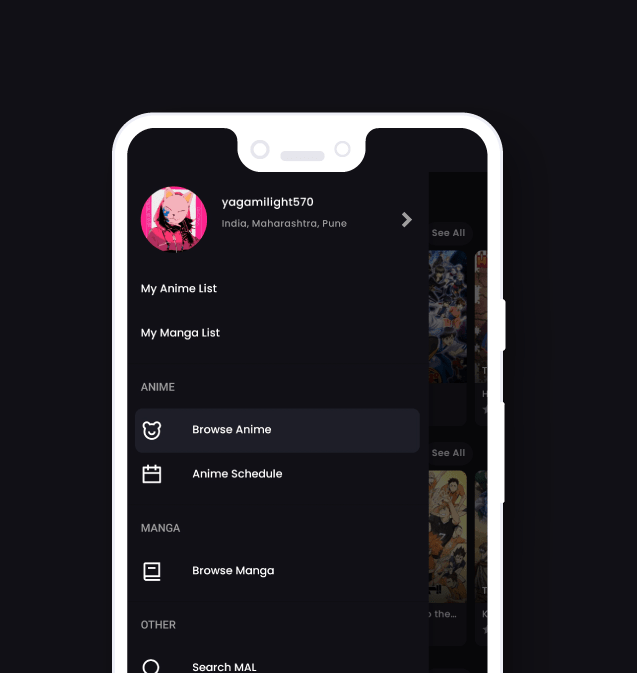 yagamilight570
India, Maharashtra, Pune
See All
My Anime List
My Manga List
ANIME
Browse Anime
Anime Schedule
See All
MANGA
Browse Manga
the...
OTHER
Search MAL